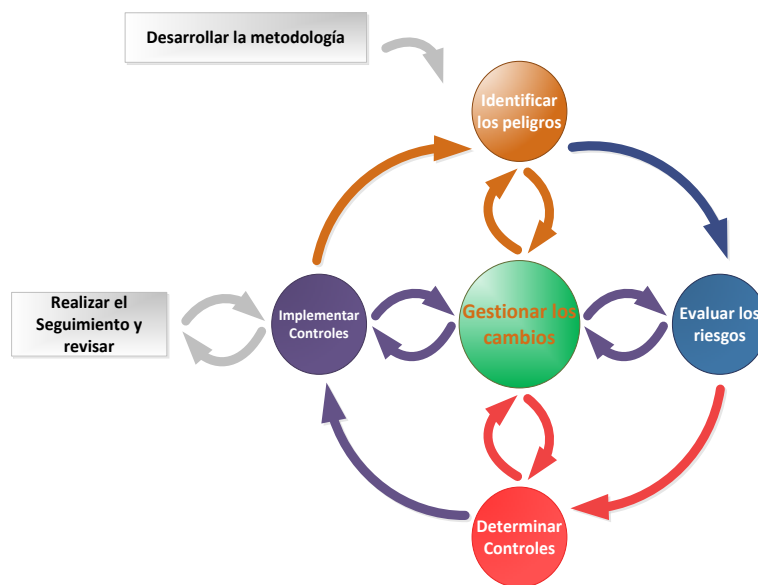 Desarrollar la metodología
Identificar
los peligros
Realizar el
Seguimiento y
revisar
Implementar
Controles
Gestionar los
cambios
Evaluar los
riesgos
Determinar
Controles